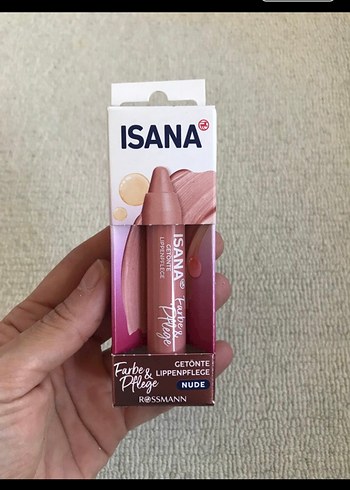 ISANA
ISANA®
GETÖNTE
LIPPENPFLEGE
Farbe &
Pflege
Farbe &
Pflege
GETÖNTE
LIPPENPFLEGE
NUDE
ROSSMANN